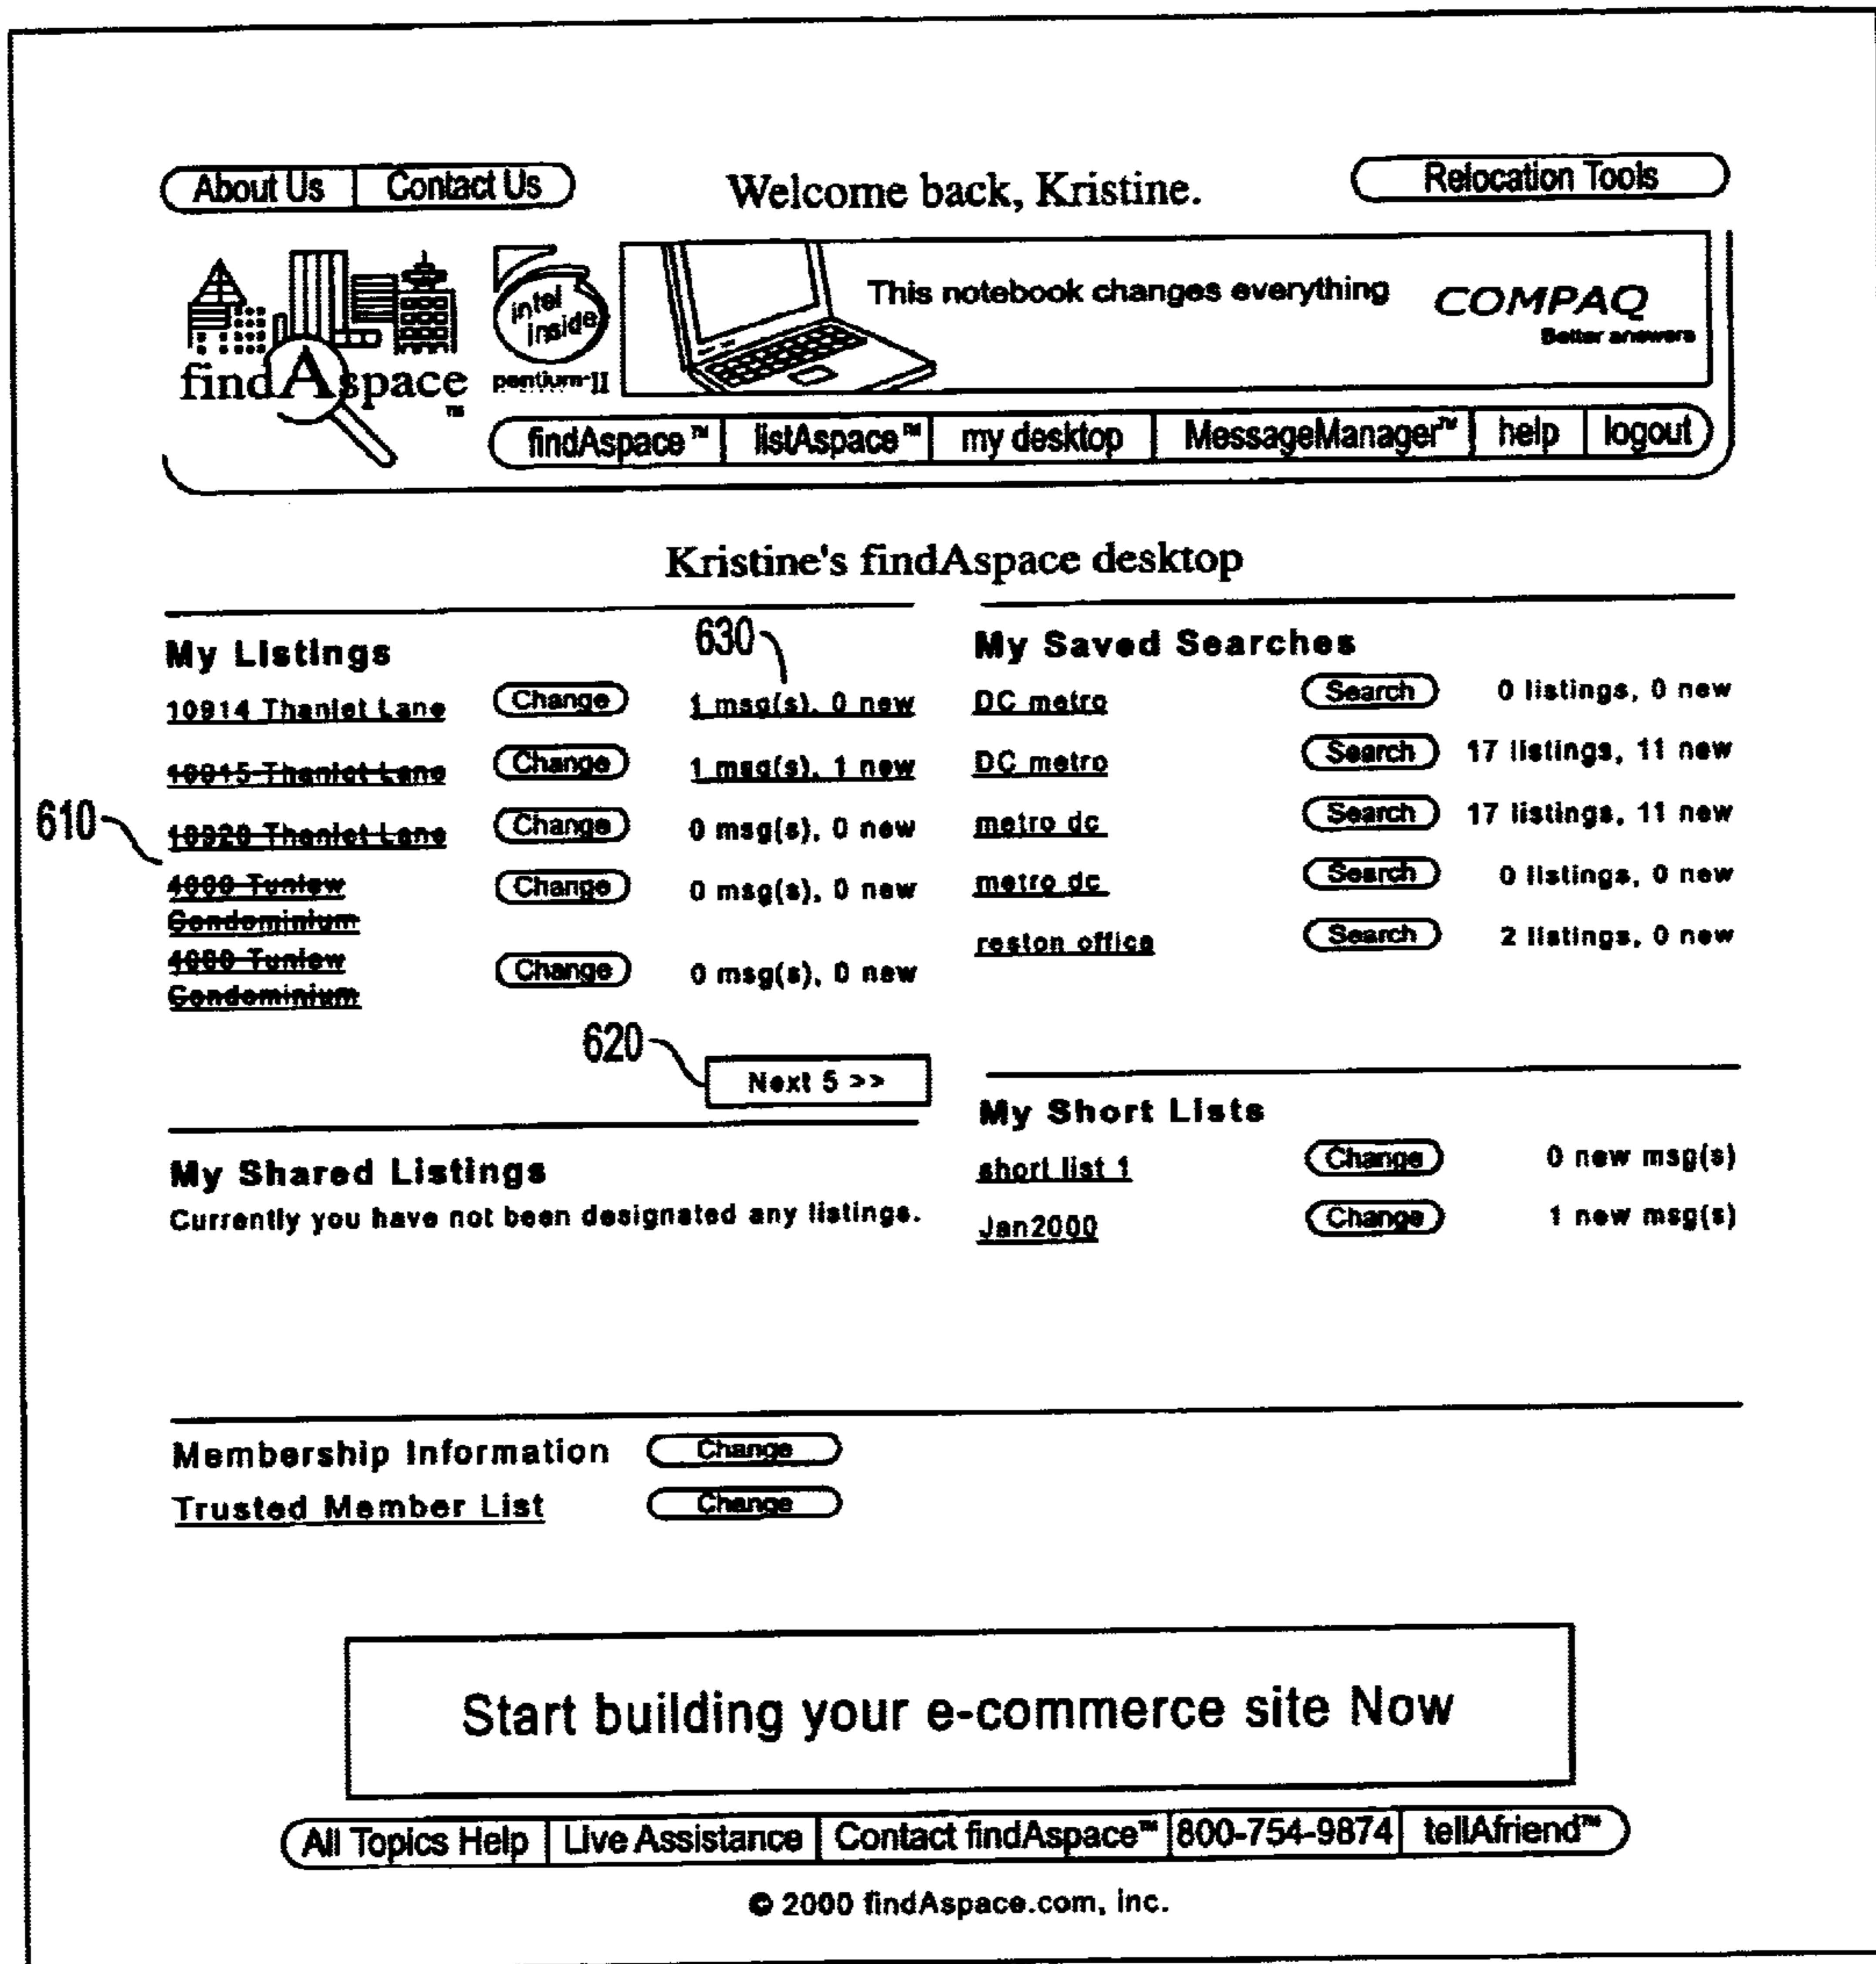 About Us Contact Us Welcome back, Kristine. Relocation Tools
findAspace™
intel inside
pentium-II
This notebook changes everything
COMPAQ
Better answers
findAspace™ listAspace™ my desktop MessageManager™ help logout
Kristine's findAspace desktop
630
My Listings
10914 Thanlet Lane Change 1 msg(s), 0 new
10915 Thanlet Lane Change 1 msg(s), 1 new
610
10920 Thanlet Lane Change 0 msg(s), 0 new
4000 Tunlaw Condominium Change 0 msg(s), 0 new
4000 Tunlaw Condominium Change 0 msg(s), 0 new
620
Next 5 >>
My Saved Searches
DC metro Search 0 listings, 0 new
DC metro Search 17 listings, 11 new
metro dc Search 17 listings, 11 new
metro dc Search 0 listings, 0 new
reston office Search 2 listings, 0 new
My Shared Listings
Currently you have not been designated any listings.
My Short Lists
short list 1 Change 0 new msg(s)
Jan2000 Change 1 new msg(s)
Membership Information Change
Trusted Member List Change
Start building your e-commerce site Now
All Topics Help Live Assistance Contact findAspace™ 800-754-9874 tellAfriend™
© 2000 findAspace.com, inc.